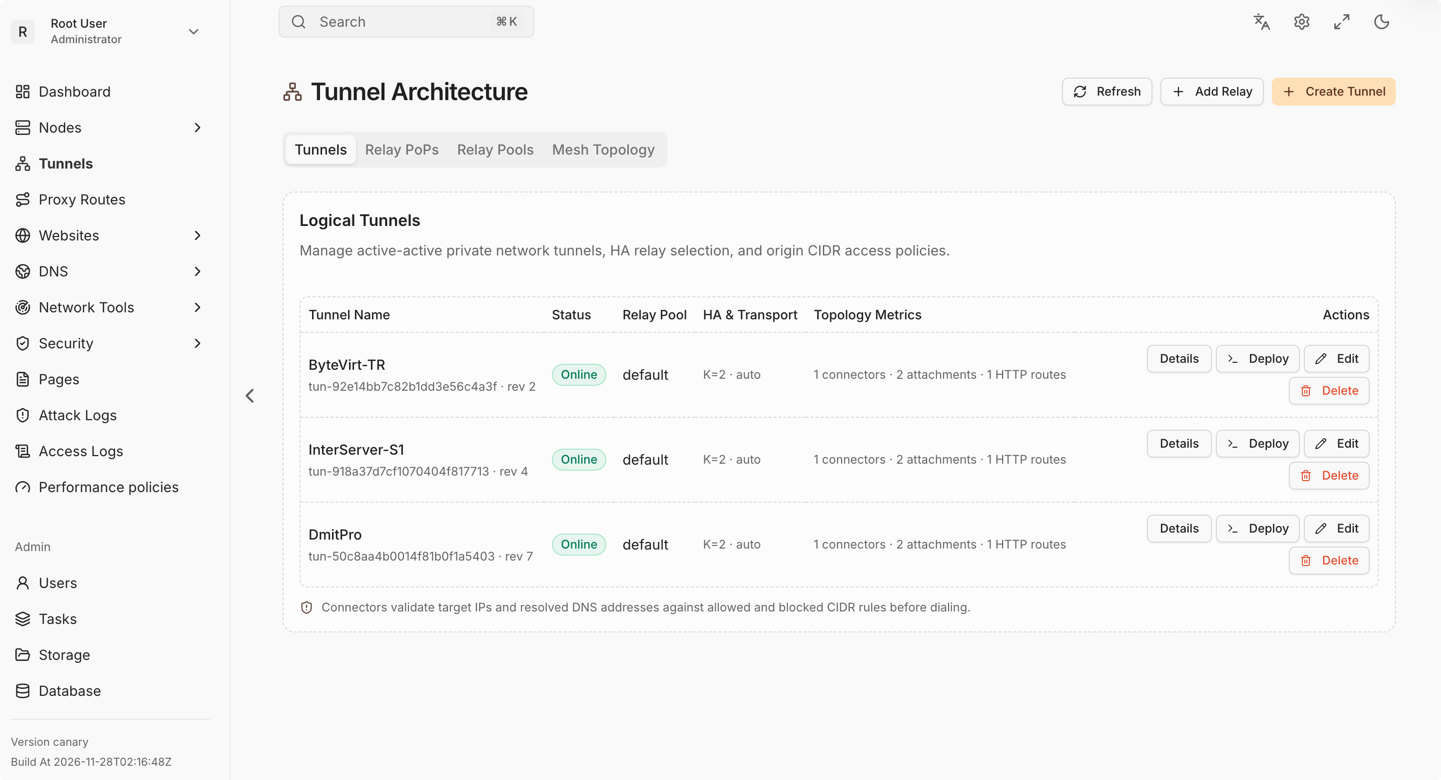 R
Root User
Administrator
Dashboard
Nodes
Tunnels
Proxy Routes
Websites
DNS
Network Tools
Security
Pages
Attack Logs
Access Logs
Performance policies
Admin
Users
Tasks
Storage
Database
Version canary
Build At 2026-11-28T02:16:48Z
Search ⌘ K
Tunnel Architecture
Refresh
Add Relay
Create Tunnel
Tunnels Relay PoPs Relay Pools Mesh Topology
Logical Tunnels
Manage active-active private network tunnels, HA relay selection, and origin CIDR access policies.
Tunnel Name Status Relay Pool HA & Transport Topology Metrics Actions
ByteVirt-TR
tun-92e14bb7c82b1dd3e56c4a3f · rev 2
Online default K=2 · auto 1 connectors · 2 attachments · 1 HTTP routes
Details Deploy Edit
Delete
InterServer-S1
tun-918a37d7cf1070404f817713 · rev 4
Online default K=2 · auto 1 connectors · 2 attachments · 1 HTTP routes
Details Deploy Edit
Delete
DmitPro
tun-50c8aa4b0014f81b0f1a5403 · rev 7
Online default K=2 · auto 1 connectors · 2 attachments · 1 HTTP routes
Details Deploy Edit
Delete
Connectors validate target IPs and resolved DNS addresses against allowed and blocked CIDR rules before dialing.